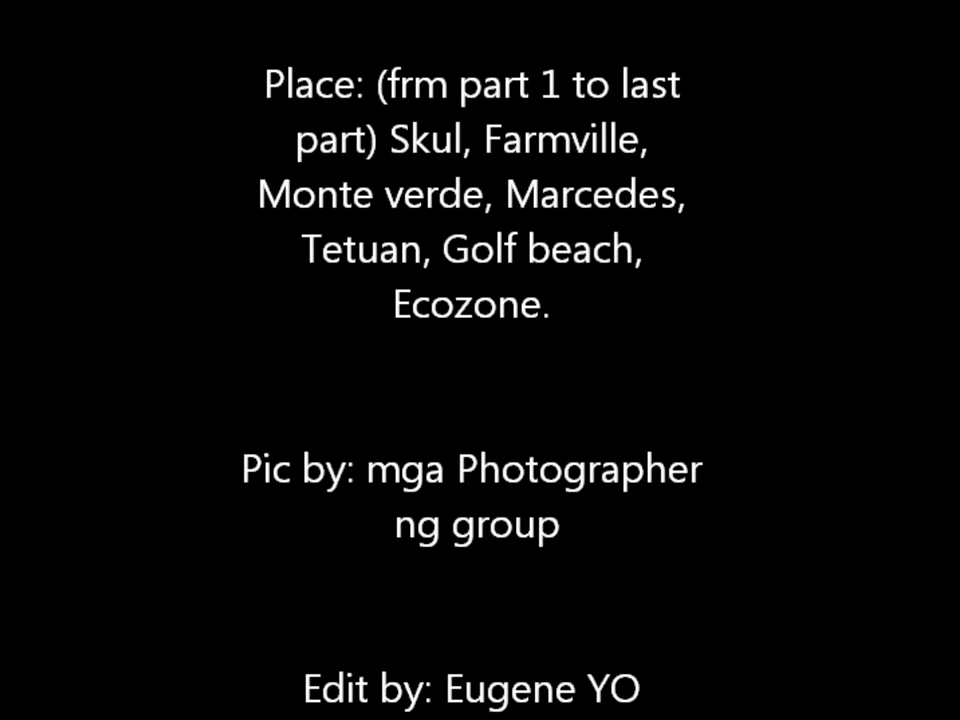 Place: (frm part 1 to last
part) Skul, Farmville,
Monte verde, Marcedes,
Tetuan, Golf beach,
Ecozone.
Pic by: mga Photographer
ng group
Edit by: Eugene YO